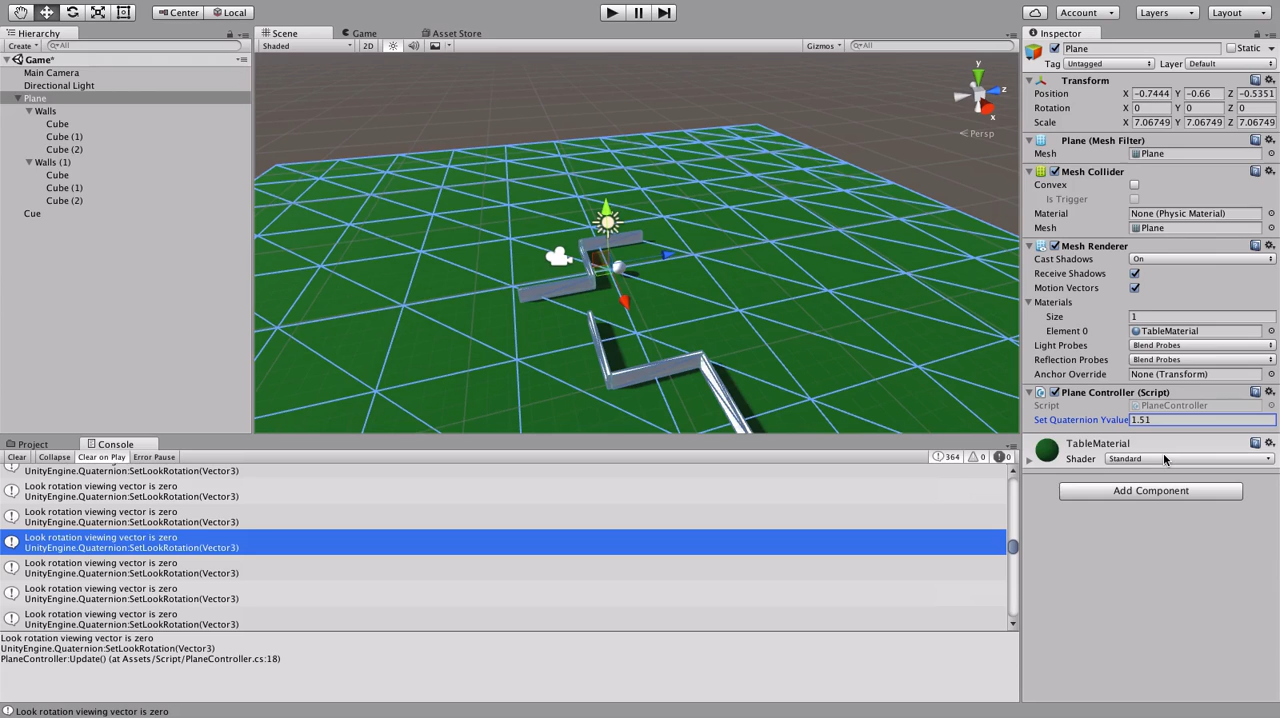 Center
Local
Account
Layers
Layout
Hierarchy
Scene
Game
Asset Store
Inspector
Create
All
Shaded
2D
Gizmos
All
Plane
Static
Tag Untagged
Layer Default
Game*
Main Camera
Directional Light
Plane
Walls
Cube
Cube (1)
Cube (2)
Walls (1)
Cube
Cube (1)
Cube (2)
Cue
y
z
x
Persp
Transform
Position X -0.7444 Y -0.66 Z -0.5351
Rotation X 0 Y 0 Z 0
Scale X 7.06749 Y 7.06749 Z 7.06749
Plane (Mesh Filter)
Mesh Plane
Mesh Collider
Convex
Is Trigger
Material None (Physic Material)
Mesh Plane
Mesh Renderer
Cast Shadows On
Receive Shadows
Motion Vectors
Materials
Size 1
Element 0 TableMaterial
Light Probes Blend Probes
Reflection Probes Blend Probes
Anchor Override None (Transform)
Plane Controller (Script)
Script PlaneController
Set Quaternion Yvalue 1.51
TableMaterial
Shader Standard
Add Component
Project
Console
Clear
Collapse
Clear on Play
Error Pause
364
0
0
UnityEngine.Quaternion:SetLookRotation(Vector3)
Look rotation viewing vector is zero
UnityEngine.Quaternion:SetLookRotation(Vector3)
Look rotation viewing vector is zero
UnityEngine.Quaternion:SetLookRotation(Vector3)
Look rotation viewing vector is zero
UnityEngine.Quaternion:SetLookRotation(Vector3)
Look rotation viewing vector is zero
UnityEngine.Quaternion:SetLookRotation(Vector3)
Look rotation viewing vector is zero
UnityEngine.Quaternion:SetLookRotation(Vector3)
Look rotation viewing vector is zero
UnityEngine.Quaternion:SetLookRotation(Vector3)
Look rotation viewing vector is zero
UnityEngine.Quaternion:SetLookRotation(Vector3)
PlaneController:Update() (at Assets/Script/PlaneController.cs:18)
Look rotation viewing vector is zero